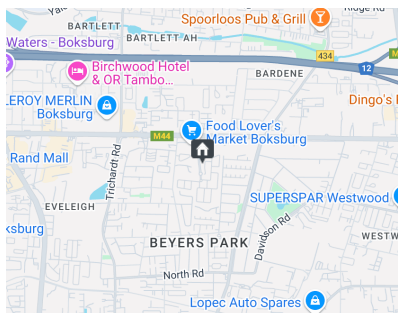 Ridge Rd
Spoorloos Pub & Grill
BARTLETT
BARTLETT AH
Waters - Boksburg
434
M
12
Birchwood Hotel
& OR Tambo...
BARDENE
LEROY MERLIN
Boksburg
Dingo's
Food Lover's
Market Boksburg
M44
Rand Mall
Trichardt Rd
SUPERSPAR Westwood
EVELEIGH
Davidson Rd
ksburg
WESTW
BEYERS PARK
North Rd
Lopec Auto Spares